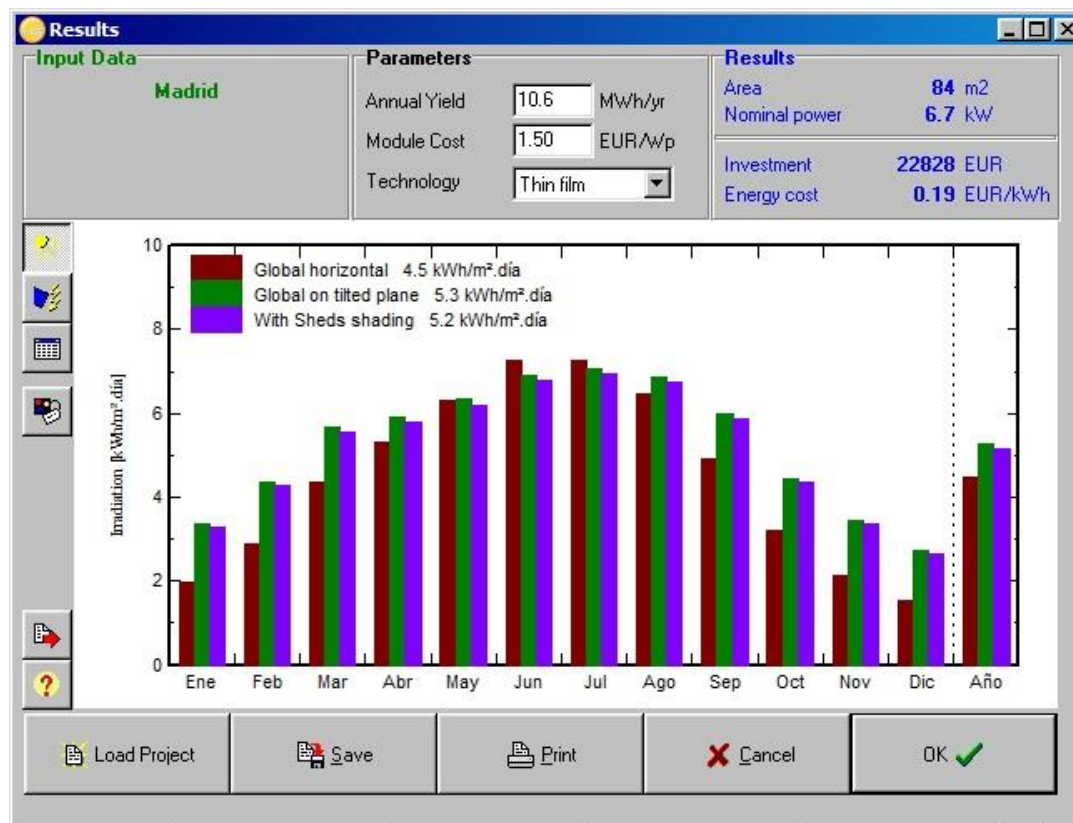 Results
Input Data
Madrid
Parameters
Annual Yield 10.6 MWh/yr
Module Cost 1.50 EUR/Wp
Technology Thin film
Results
Area 84 m2
Nominal power 6.7 kW
Investment 22828 EUR
Energy cost 0.19 EUR/kWh
Global horizontal 4.5 kWh/m².día
Global on tilted plane 5.3 kWh/m².día
With Sheds shading 5.2 kWh/m².día
Irradiation [kWh/m².día]
10
8
6
4
2
0
Ene Feb Mar Abr May Jun Jul Ago Sep Oct Nov Dic Año
?
Load Project Save Print Cancel OK